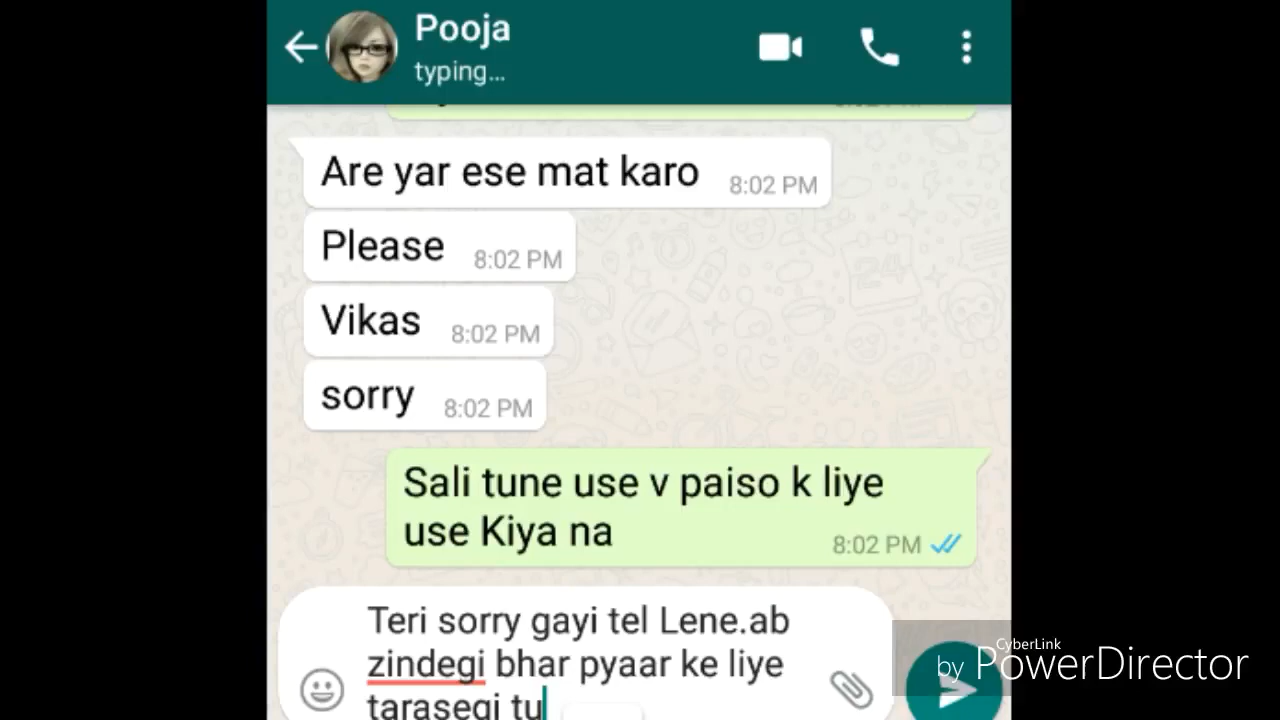 Pooja
typing...
Are yar ese mat karo 8:02 PM
Please 8:02 PM
Vikas 8:02 PM
sorry 8:02 PM
Sali tune use v paiso k liye
use Kiya na 8:02 PM
Teri sorry gayi tel Lene.ab
zindegi bhar pyaar ke liye
tarasegi tu
CyberLink
by PowerDirector